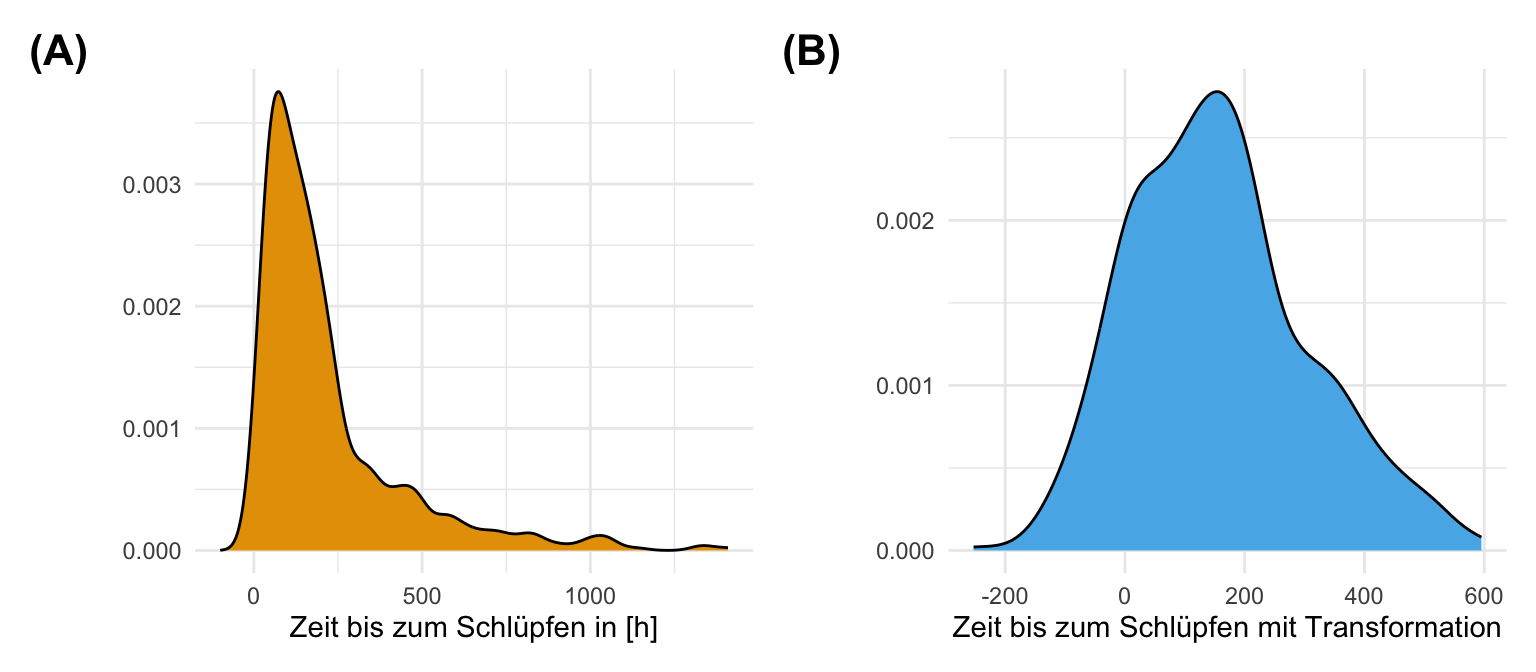 (A)
0.003
0.002
0.001
0.000
0 500 1000
Zeit bis zum Schlüpfen in [h]
(B)
0.002
0.001
0.000
-200 0 200 400 600
Zeit bis zum Schlüpfen mit Transformation